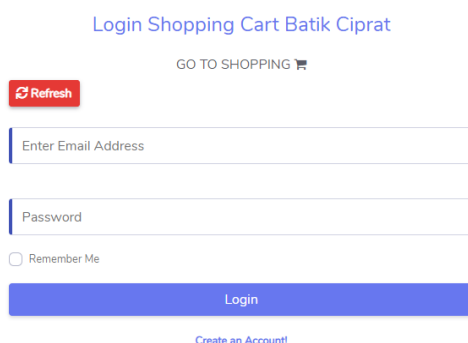 Login Shopping Cart Batik Ciprat
GO TO SHOPPING
Refresh
Enter Email Address
Password
Remember Me
Login
Create an Account!